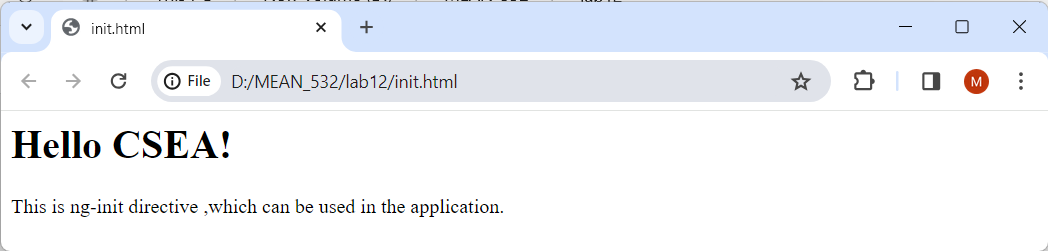 init.html
File D:/MEAN_532/lab12/init.html
M
Hello CSEA!
This is ng-init directive ,which can be used in the application.